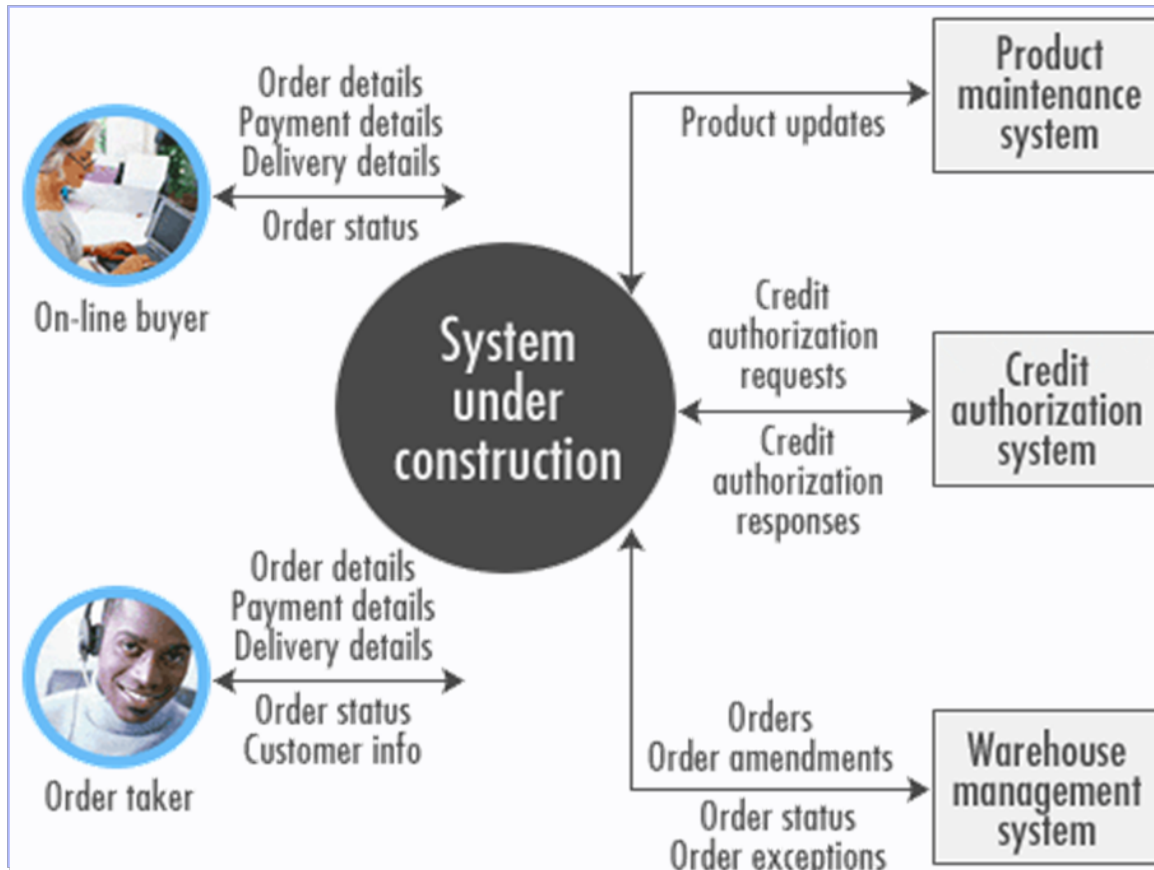 Order details
Payment details
Delivery details
Order status
On-line buyer
Product updates
Product
maintenance
system
System
under
construction
Credit
authorization
requests
Credit
authorization
responses
Credit
authorization
system
Order details
Payment details
Delivery details
Order status
Customer info
Order taker
Orders
Order amendments
Order status
Order exceptions
Warehouse
management
system